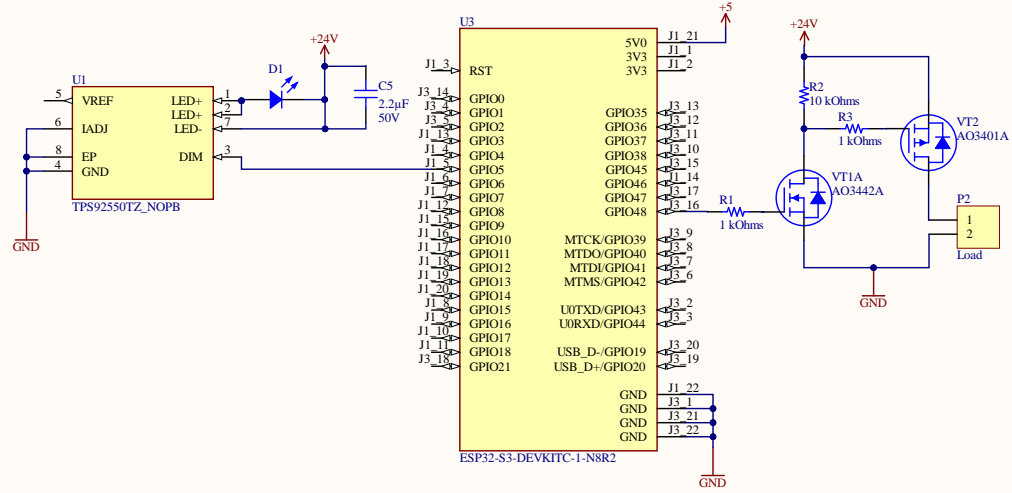 U1
5 VREF
6 IADJ
8 EP
4 GND
LED+ 1
LED+ 2
LED- 7
DIM 3
TPS92550TZ_NOPB
D1
+24V
C5
2.2µF
50V
GND
U3
J1_3 RST
J3_14 GPIO0
J3_4 GPIO1
J3_5 GPIO2
J1_13 GPIO3
J1_4 GPIO4
J1_5 GPIO5
J1_6 GPIO6
J1_7 GPIO7
J1_12 GPIO8
J1_15 GPIO9
J1_16 GPIO10
J1_17 GPIO11
J1_18 GPIO12
J1_19 GPIO13
J1_20 GPIO14
J1_8 GPIO15
J1_9 GPIO16
J1_10 GPIO17
J1_11 GPIO18
J3_18 GPIO21
5V0 J1_21
3V3 J1_1
3V3 J1_2
GPIO35 J3_13
GPIO36 J3_12
GPIO37 J3_11
GPIO38 J3_10
GPIO45 J3_15
GPIO46 J1_14
GPIO47 J3_17
GPIO48 J3_16
MTCK/GPIO39 J3_9
MTDO/GPIO40 J3_8
MTDI/GPIO41 J3_7
MTMS/GPIO42 J3_6
U0TXD/GPIO43 J3_2
U0RXD/GPIO44 J3_3
USB_D-/GPIO19 J3_20
USB_D+/GPIO20 J3_19
GND J1_22
GND J3_1
GND J3_21
GND J3_22
ESP32-S3-DEVKITC-1-N8R2
+5
GND
+24V
R2
10 kOhms
R3
1 kOhms
VT2
AO3401A
VT1A
AO3442A
R1
1 kOhms
P2
1
2
Load
GND